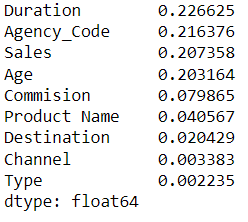 Duration 0.226625
Agency_Code 0.216376
Sales 0.207358
Age 0.203164
Commision 0.079865
Product Name 0.040567
Destination 0.020429
Channel 0.003383
Type 0.002235
dtype: float64